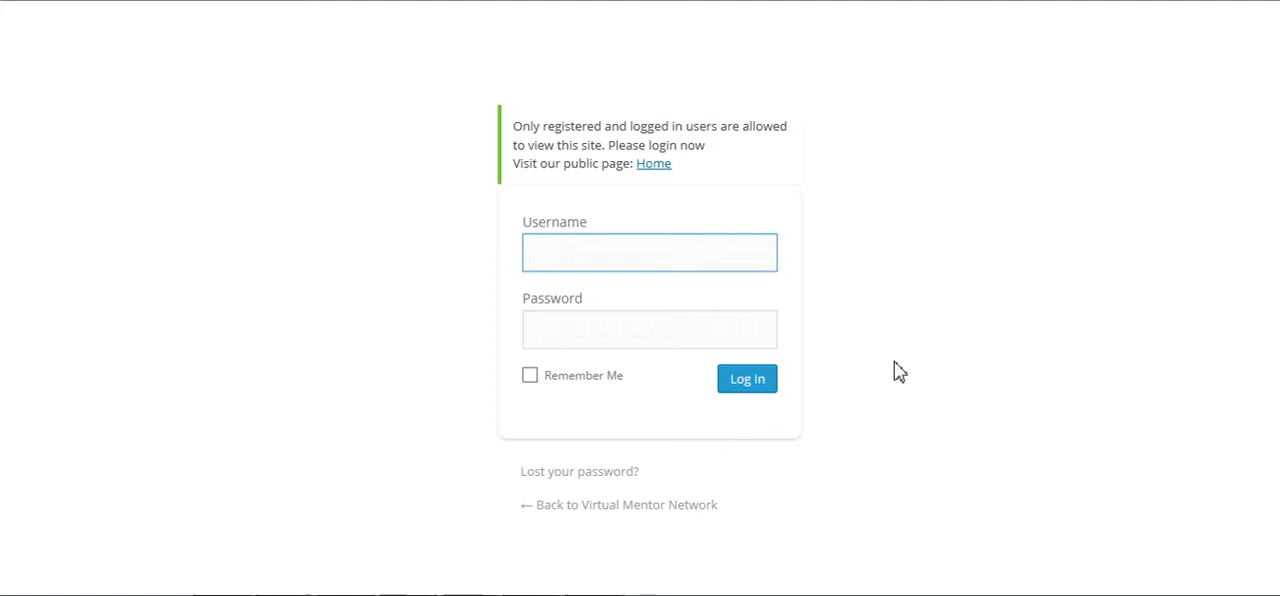 Only registered and logged in users are allowed
to view this site. Please login now
Visit our public page: Home
Username
Password
Remember Me
Log In
Lost your password?
← Back to Virtual Mentor Network